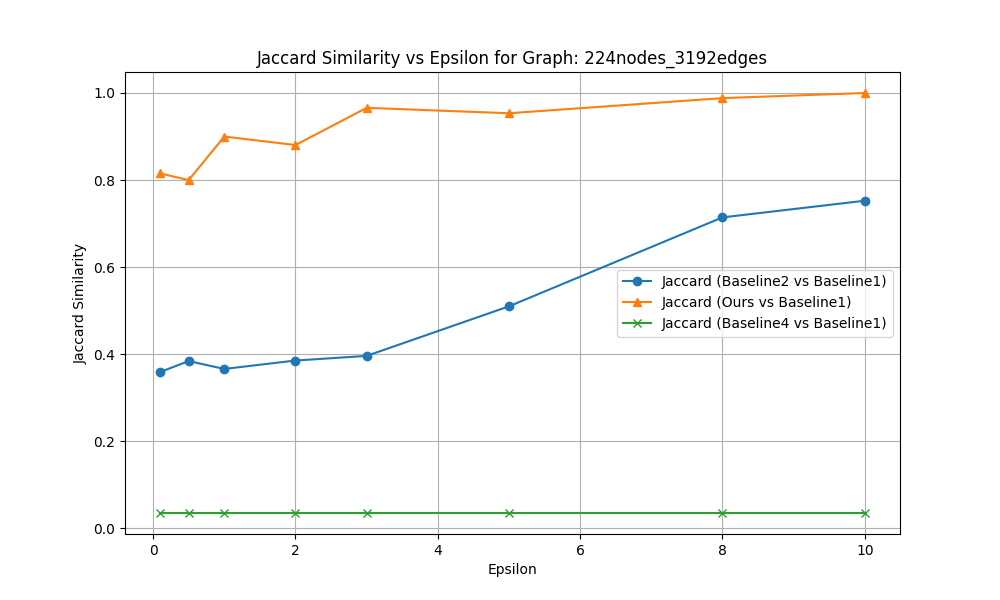 Jaccard Similarity vs Epsilon for Graph: 224nodes_3192edges
1.0
0.8
0.6
0.4
0.2
0.0
Jaccard Similarity
Jaccard (Baseline2 vs Baseline1)
Jaccard (Ours vs Baseline1)
Jaccard (Baseline4 vs Baseline1)
0 2 4 6 8 10
Epsilon